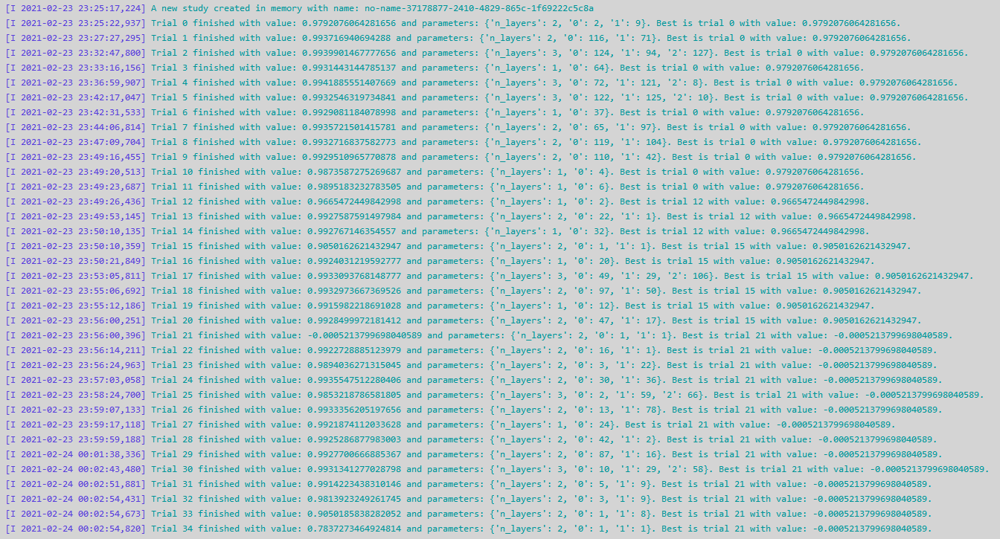 [I 2021-02-23 23:25:17,224] A new study created in memory with name: no-name-37178877-2410-4829-865c-1f69222c5c8a
[I 2021-02-23 23:25:22,937] Trial 0 finished with value: 0.9792076064281656 and parameters: {'n_layers': 2, '0': 2, '1': 9}. Best is trial 0 with value: 0.9792076064281656.
[I 2021-02-23 23:27:27,295] Trial 1 finished with value: 0.993716940694288 and parameters: {'n_layers': 2, '0': 116, '1': 71}. Best is trial 0 with value: 0.9792076064281656.
[I 2021-02-23 23:32:47,800] Trial 2 finished with value: 0.9939901467777656 and parameters: {'n_layers': 3, '0': 124, '1': 94, '2': 127}. Best is trial 0 with value: 0.9792076064281656.
[I 2021-02-23 23:33:16,156] Trial 3 finished with value: 0.9931443144785137 and parameters: {'n_layers': 1, '0': 64}. Best is trial 0 with value: 0.9792076064281656.
[I 2021-02-23 23:36:59,907] Trial 4 finished with value: 0.9941885551407669 and parameters: {'n_layers': 3, '0': 72, '1': 121, '2': 8}. Best is trial 0 with value: 0.9792076064281656.
[I 2021-02-23 23:42:17,047] Trial 5 finished with value: 0.9932546319734841 and parameters: {'n_layers': 3, '0': 122, '1': 125, '2': 10}. Best is trial 0 with value: 0.9792076064281656.
[I 2021-02-23 23:42:31,533] Trial 6 finished with value: 0.9929081184078998 and parameters: {'n_layers': 1, '0': 37}. Best is trial 0 with value: 0.9792076064281656.
[I 2021-02-23 23:44:06,814] Trial 7 finished with value: 0.9935721501415781 and parameters: {'n_layers': 2, '0': 65, '1': 97}. Best is trial 0 with value: 0.9792076064281656.
[I 2021-02-23 23:47:09,704] Trial 8 finished with value: 0.9932716837582773 and parameters: {'n_layers': 2, '0': 119, '1': 104}. Best is trial 0 with value: 0.9792076064281656.
[I 2021-02-23 23:49:16,455] Trial 9 finished with value: 0.9929510965770878 and parameters: {'n_layers': 2, '0': 110, '1': 42}. Best is trial 0 with value: 0.9792076064281656.
[I 2021-02-23 23:49:20,513] Trial 10 finished with value: 0.9873587275269687 and parameters: {'n_layers': 1, '0': 4}. Best is trial 0 with value: 0.9792076064281656.
[I 2021-02-23 23:49:23,687] Trial 11 finished with value: 0.9895183232783505 and parameters: {'n_layers': 1, '0': 6}. Best is trial 0 with value: 0.9792076064281656.
[I 2021-02-23 23:49:26,436] Trial 12 finished with value: 0.9665472449842998 and parameters: {'n_layers': 1, '0': 2}. Best is trial 12 with value: 0.9665472449842998.
[I 2021-02-23 23:49:53,145] Trial 13 finished with value: 0.9927587591497984 and parameters: {'n_layers': 2, '0': 22, '1': 1}. Best is trial 12 with value: 0.9665472449842998.
[I 2021-02-23 23:50:10,135] Trial 14 finished with value: 0.992767146354557 and parameters: {'n_layers': 1, '0': 32}. Best is trial 12 with value: 0.9665472449842998.
[I 2021-02-23 23:50:10,359] Trial 15 finished with value: 0.9050162621432947 and parameters: {'n_layers': 2, '0': 1, '1': 1}. Best is trial 15 with value: 0.9050162621432947.
[I 2021-02-23 23:50:21,849] Trial 16 finished with value: 0.9924031219592777 and parameters: {'n_layers': 1, '0': 20}. Best is trial 15 with value: 0.9050162621432947.
[I 2021-02-23 23:53:05,811] Trial 17 finished with value: 0.9933093768148777 and parameters: {'n_layers': 3, '0': 49, '1': 29, '2': 106}. Best is trial 15 with value: 0.9050162621432947.
[I 2021-02-23 23:55:06,692] Trial 18 finished with value: 0.9932973667369526 and parameters: {'n_layers': 2, '0': 97, '1': 50}. Best is trial 15 with value: 0.9050162621432947.
[I 2021-02-23 23:55:12,186] Trial 19 finished with value: 0.9915982218691028 and parameters: {'n_layers': 1, '0': 12}. Best is trial 15 with value: 0.9050162621432947.
[I 2021-02-23 23:56:00,251] Trial 20 finished with value: 0.9928499972181412 and parameters: {'n_layers': 2, '0': 47, '1': 17}. Best is trial 15 with value: 0.9050162621432947.
[I 2021-02-23 23:56:00,396] Trial 21 finished with value: -0.0005213799698040589 and parameters: {'n_layers': 2, '0': 1, '1': 1}. Best is trial 21 with value: -0.0005213799698040589.
[I 2021-02-23 23:56:14,211] Trial 22 finished with value: 0.9922728885123979 and parameters: {'n_layers': 2, '0': 16, '1': 1}. Best is trial 21 with value: -0.0005213799698040589.
[I 2021-02-23 23:56:24,963] Trial 23 finished with value: 0.9894036271315045 and parameters: {'n_layers': 2, '0': 3, '1': 22}. Best is trial 21 with value: -0.0005213799698040589.
[I 2021-02-23 23:57:03,058] Trial 24 finished with value: 0.9935547512280406 and parameters: {'n_layers': 2, '0': 30, '1': 36}. Best is trial 21 with value: -0.0005213799698040589.
[I 2021-02-23 23:58:24,700] Trial 25 finished with value: 0.9853218786581805 and parameters: {'n_layers': 3, '0': 2, '1': 59, '2': 66}. Best is trial 21 with value: -0.0005213799698040589.
[I 2021-02-23 23:59:07,133] Trial 26 finished with value: 0.9933356205197656 and parameters: {'n_layers': 2, '0': 13, '1': 78}. Best is trial 21 with value: -0.0005213799698040589.
[I 2021-02-23 23:59:17,118] Trial 27 finished with value: 0.9921874112033628 and parameters: {'n_layers': 1, '0': 24}. Best is trial 21 with value: -0.0005213799698040589.
[I 2021-02-23 23:59:59,188] Trial 28 finished with value: 0.9925286877983003 and parameters: {'n_layers': 2, '0': 42, '1': 2}. Best is trial 21 with value: -0.0005213799698040589.
[I 2021-02-24 00:01:38,336] Trial 29 finished with value: 0.9927700666885367 and parameters: {'n_layers': 2, '0': 87, '1': 16}. Best is trial 21 with value: -0.0005213799698040589.
[I 2021-02-24 00:02:43,480] Trial 30 finished with value: 0.9931341277028798 and parameters: {'n_layers': 3, '0': 10, '1': 29, '2': 58}. Best is trial 21 with value: -0.0005213799698040589.
[I 2021-02-24 00:02:51,881] Trial 31 finished with value: 0.9914223438310146 and parameters: {'n_layers': 2, '0': 5, '1': 9}. Best is trial 21 with value: -0.0005213799698040589.
[I 2021-02-24 00:02:54,431] Trial 32 finished with value: 0.9813923249261745 and parameters: {'n_layers': 2, '0': 3, '1': 9}. Best is trial 21 with value: -0.0005213799698040589.
[I 2021-02-24 00:02:54,673] Trial 33 finished with value: 0.9050185838282052 and parameters: {'n_layers': 2, '0': 1, '1': 8}. Best is trial 21 with value: -0.0005213799698040589.
[I 2021-02-24 00:02:54,820] Trial 34 finished with value: 0.7837273464924814 and parameters: {'n_layers': 2, '0': 1, '1': 1}. Best is trial 21 with value: -0.0005213799698040589.